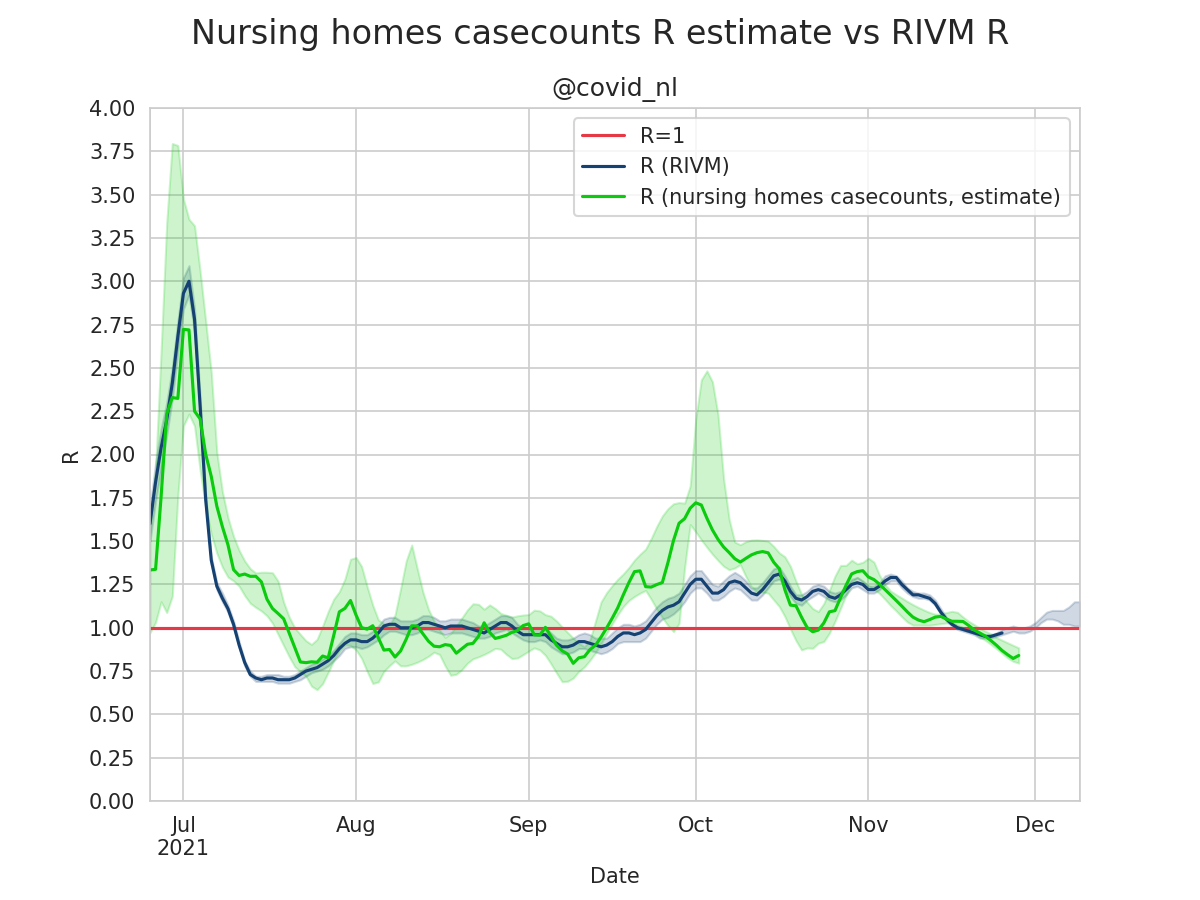 Nursing homes casecounts R estimate vs RIVM R
@covid_nl
R=1
R (RIVM)
R (nursing homes casecounts, estimate)
4.00
3.75
3.50
3.25
3.00
2.75
2.50
2.25
2.00
1.75
1.50
1.25
1.00
0.75
0.50
0.25
0.00
R
Jul
2021
Aug
Sep
Oct
Nov
Dec
Date